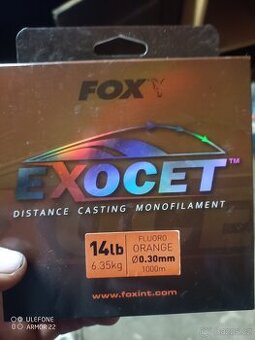 FOX
EXOCET™
DISTANCE CASTING MONOFILAMENT
14lb
6.35kg
FLUORO
ORANGE
Ø0.30mm
1000m
www.foxint.com
ULEFONE
ARMOR 22